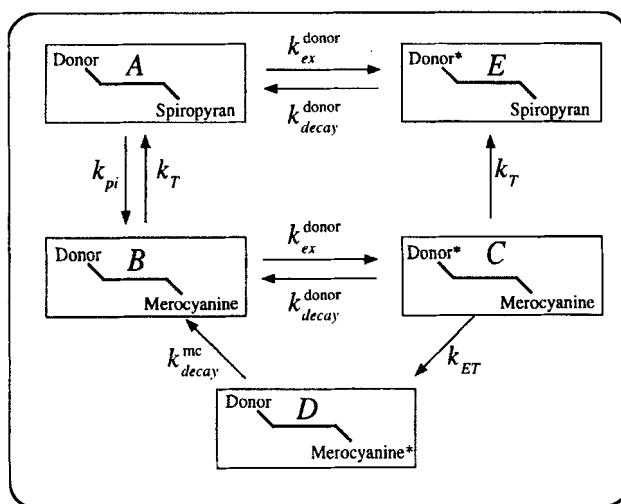 Donor A Spiropyran
k_ex^donor
k_decay^donor
Donor* E Spiropyran
k_pi k_T
k_T
Donor B Merocyanine
k_ex^donor
k_decay^donor
Donor* C Merocyanine
k_decay^mc
k_ET
Donor D Merocyanine*